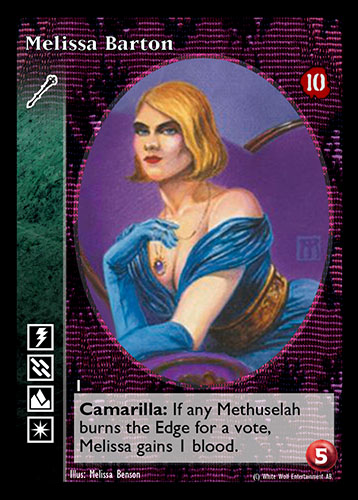 Melissa Barton
10
1
Camarilla: If any Methuselah
burns the Edge for a vote,
Melissa gains 1 blood.
5
Illus: Melissa Benson
(C) White Wolf Entertainment AB.